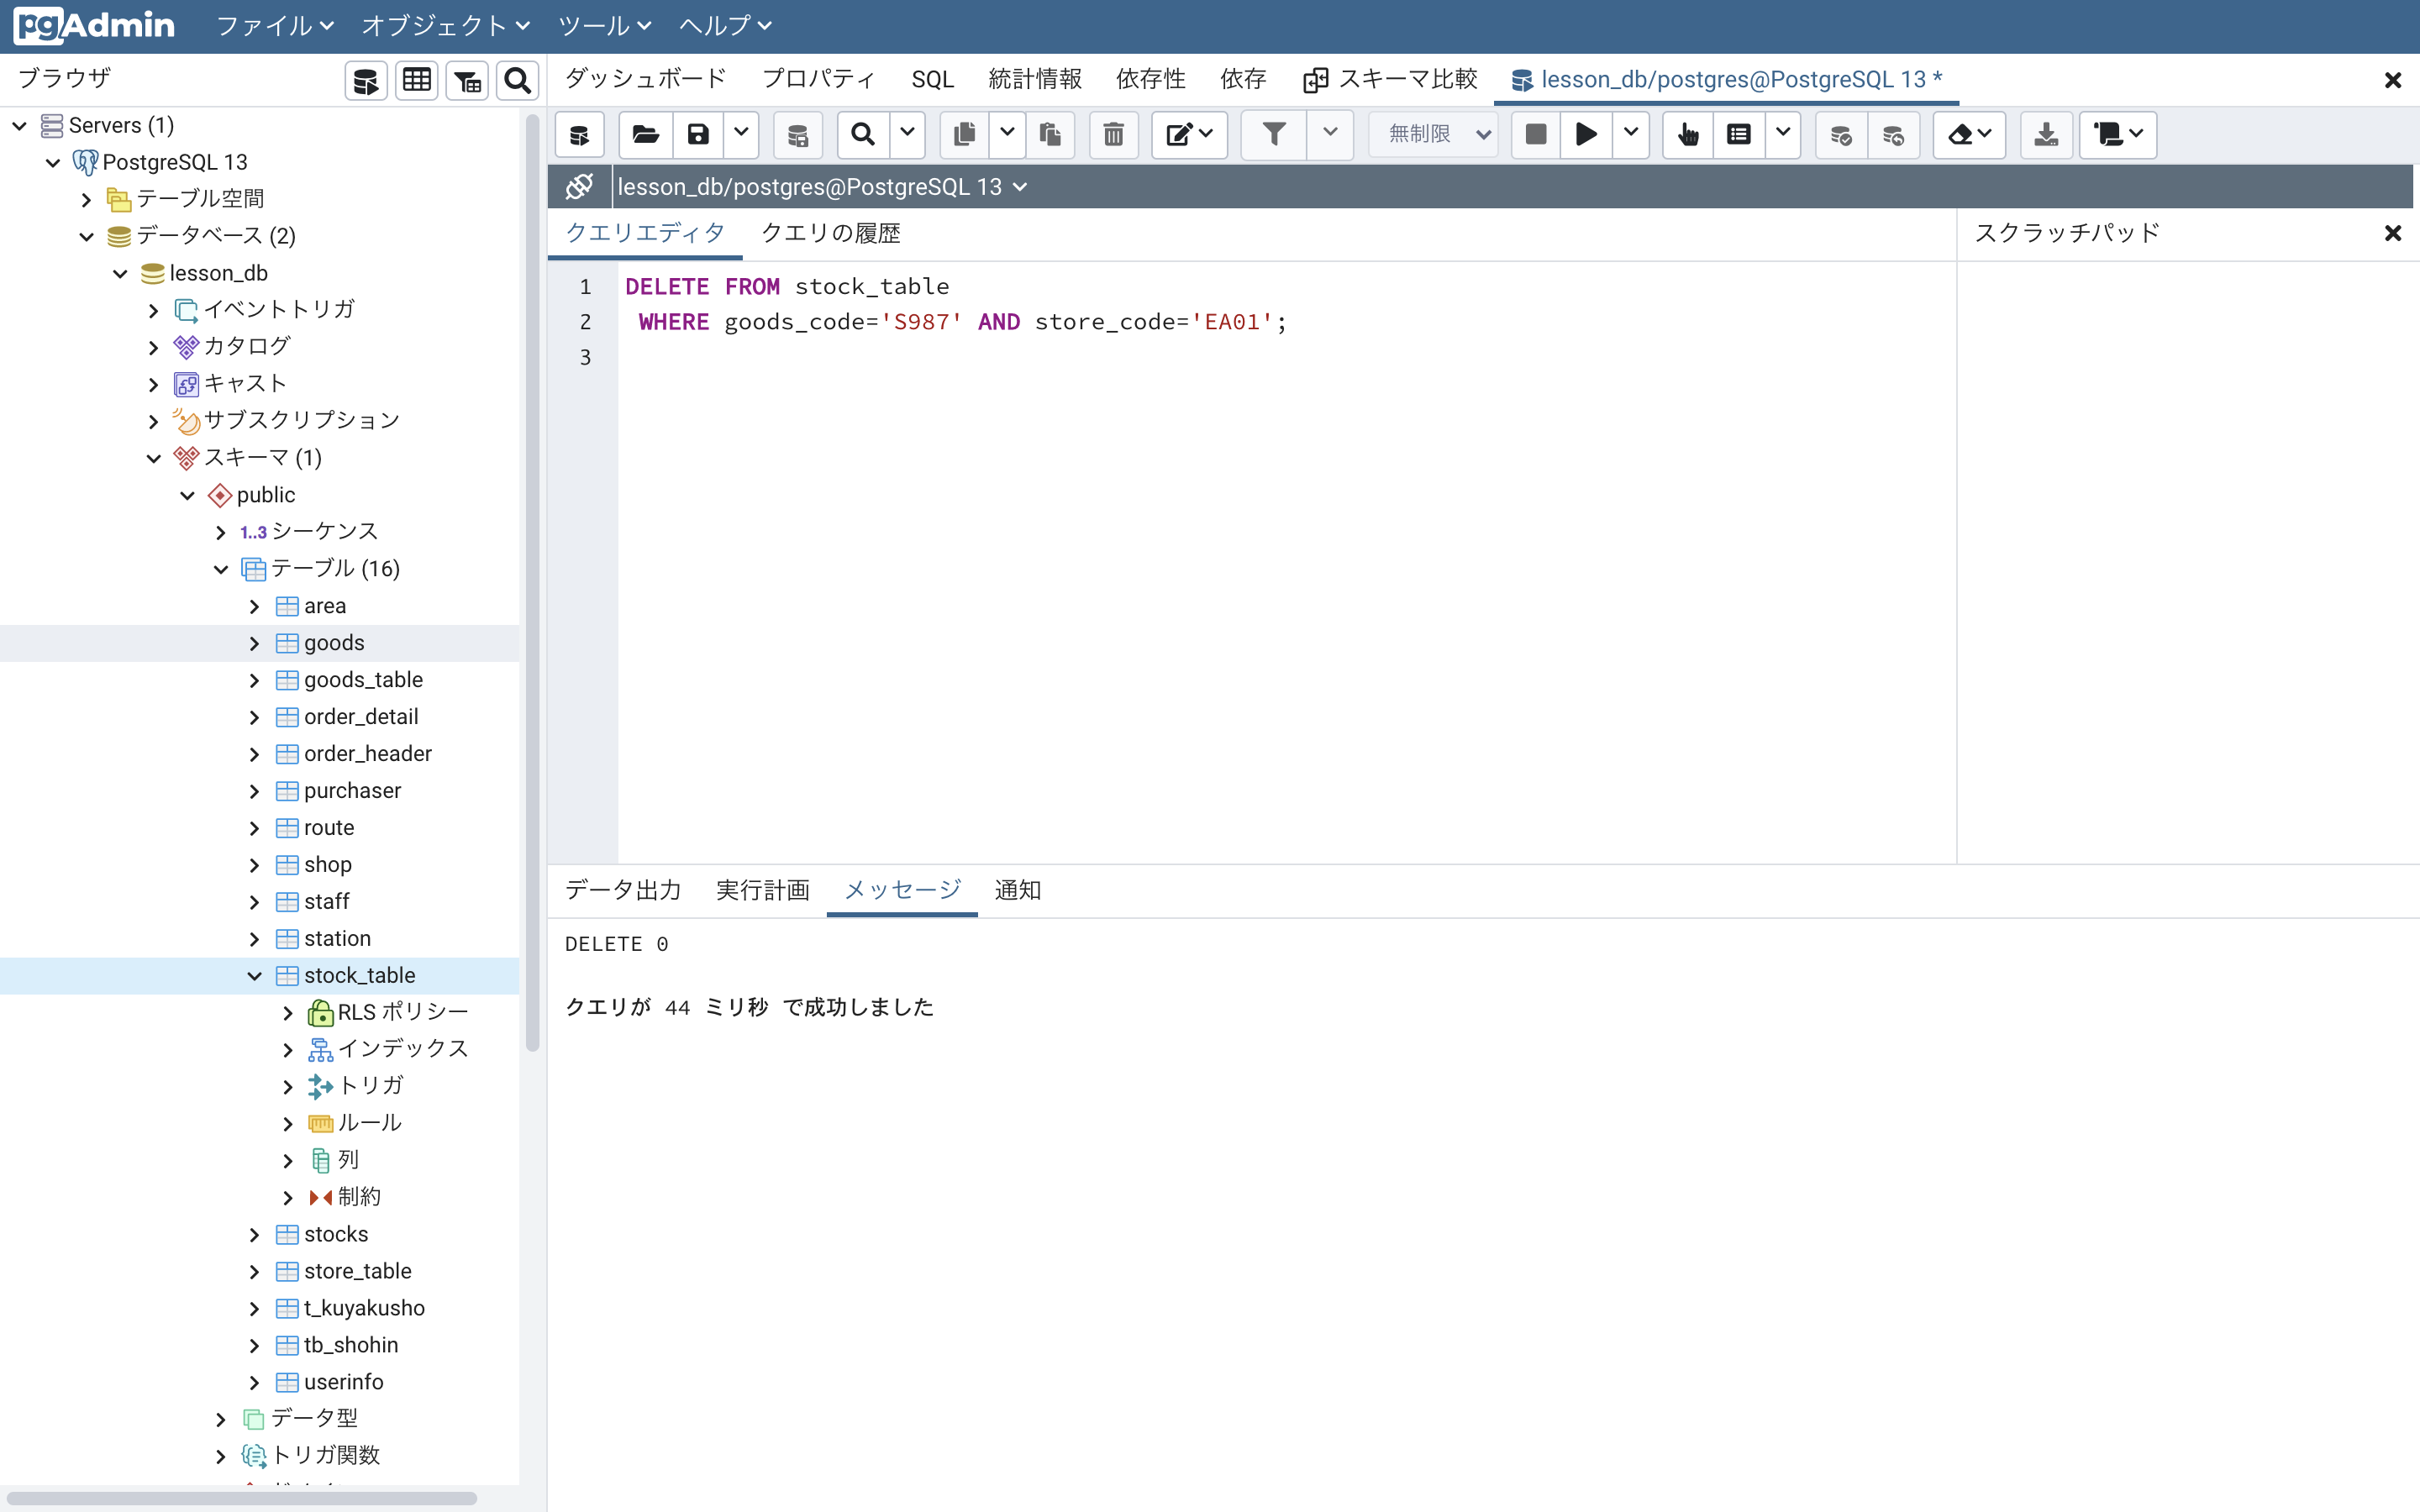 pgAdmin ファイル オブジェクト ツール ヘルプ
ブラウザ
Servers (1)
PostgreSQL 13
テーブル空間
データベース (2)
lesson_db
イベントトリガ
カタログ
キャスト
サブスクリプション
スキーマ (1)
public
1..3 シーケンス
テーブル (16)
area
goods
goods_table
order_detail
order_header
purchaser
route
shop
staff
station
stock_table
RLS ポリシー
インデックス
トリガ
ルール
列
制約
stocks
store_table
t_kuyakusho
tb_shohin
userinfo
データ型
トリガ関数
ダッシュボード プロパティ SQL 統計情報 依存性 依存 スキーマ比較 lesson_db/postgres@PostgreSQL 13 *
無制限
lesson_db/postgres@PostgreSQL 13
クエリエディタ クエリの履歴
スクラッチパッド
1 DELETE FROM stock_table
2 WHERE goods_code='S987' AND store_code='EA01';
3
データ出力 実行計画 メッセージ 通知
DELETE 0
クエリが 44 ミリ秒 で成功しました